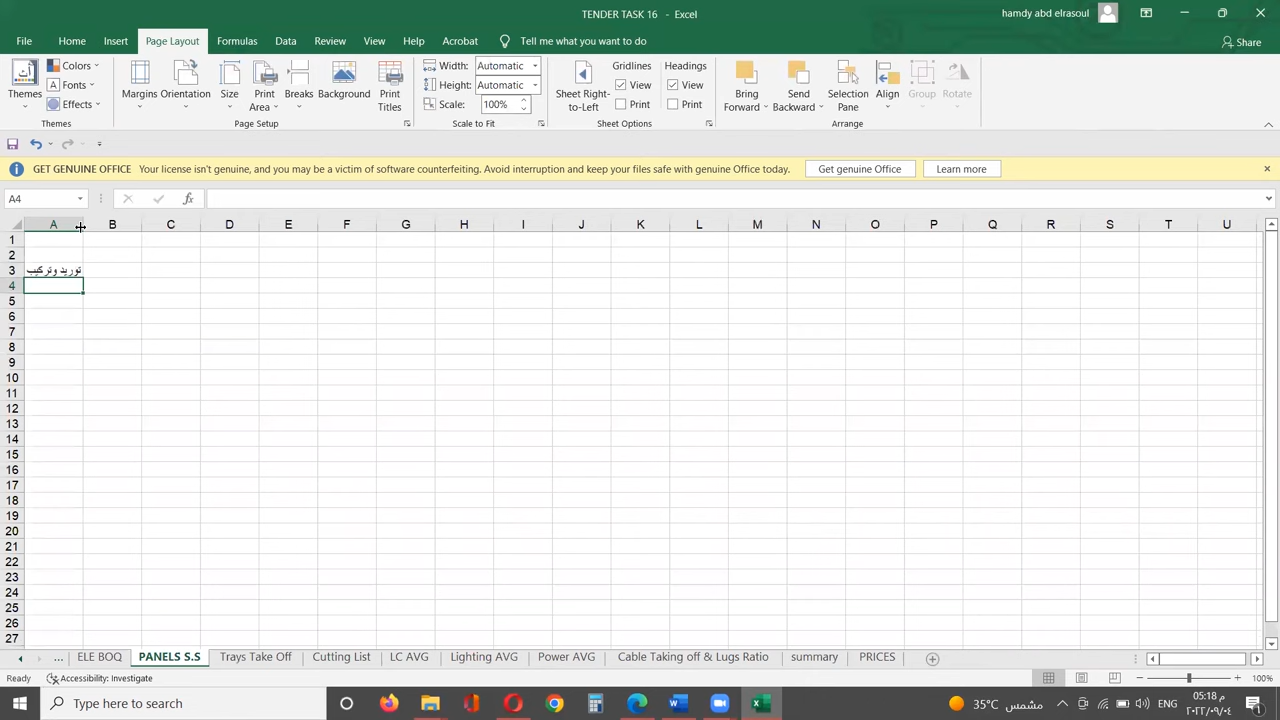 TENDER TASK 16 - Excel
hamdy abd elrasoul
File Home Insert Page Layout Formulas Data Review View Help Acrobat Tell me what you want to do Share
Themes Colors Fonts Effects
Margins Orientation Size Print Area Breaks Background Print Titles
Width: Automatic
Height: Automatic
Scale: 100%
Sheet Right-to-Left
Gridlines Headings
View View
Print Print
Bring Forward Send Backward Selection Pane Align Group Rotate
Themes Page Setup Scale to Fit Sheet Options Arrange
GET GENUINE OFFICE Your license isn't genuine, and you may be a victim of software counterfeiting. Avoid interruption and keep your files safe with genuine Office today. Get genuine Office Learn more
A4 fx
A B C D E F G H I J K L M N O P Q R S T U
1
2
3 توريد وتركيب
4
5
6
7
8
9
10
11
12
13
14
15
16
17
18
19
20
21
22
23
24
25
26
27
... ELE BOQ PANELS S.S Trays Take Off Cutting List LC AVG Lighting AVG Power AVG Cable Taking off & Lugs Ratio summary PRICES
Ready Accessibility: Investigate 100%
Type here to search
35°C مشمس
ENG
05:18 م
٢٠٢٢/٠٩/٠٤